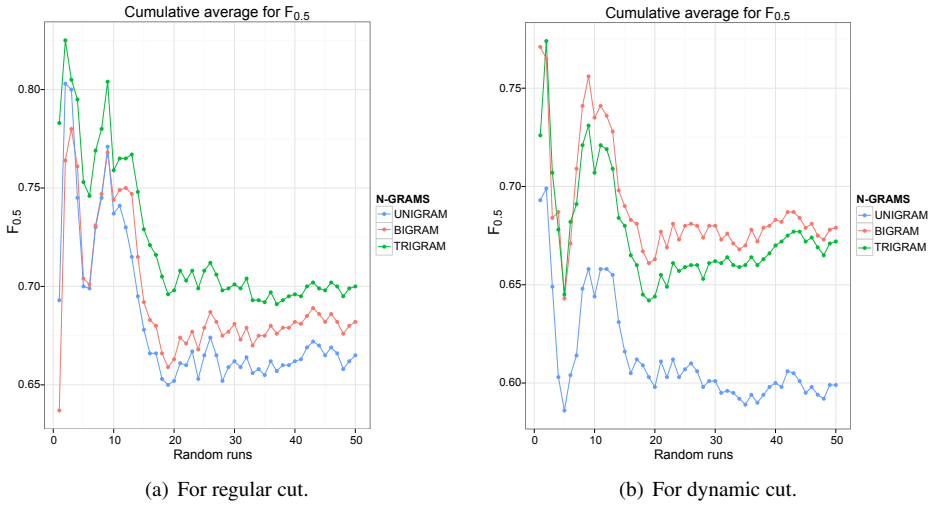 Cumulative average for F0.5
0.80
0.75
0.70
0.65
F0.5
0 10 20 30 40 50
Random runs
N-GRAMS
UNIGRAM
BIGRAM
TRIGRAM
(a) For regular cut.
Cumulative average for F0.5
0.75
0.70
0.65
0.60
F0.5
0 10 20 30 40 50
Random runs
N-GRAMS
UNIGRAM
BIGRAM
TRIGRAM
(b) For dynamic cut.